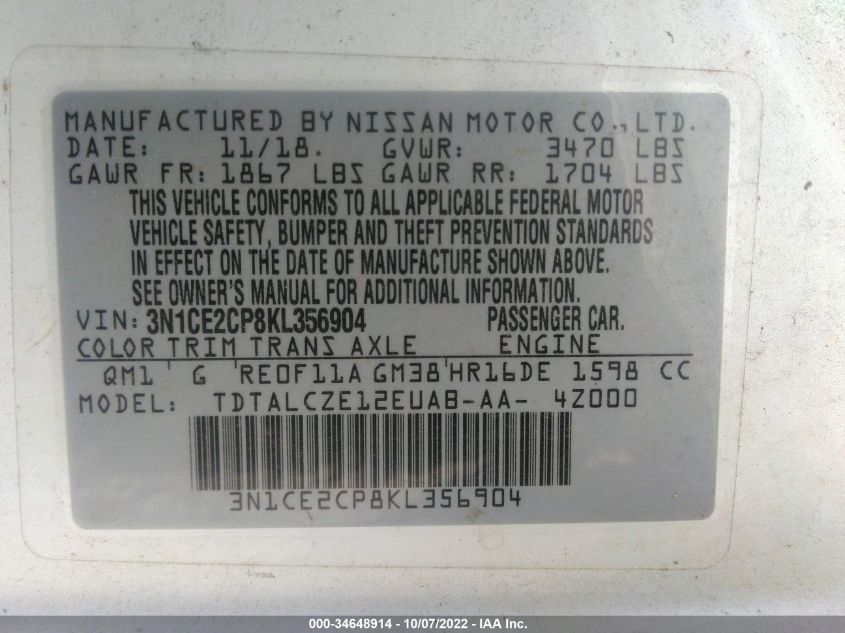 MANUFACTURED BY NISSAN MOTOR CO., LTD.
DATE: 11/18. GVWR: 3470 LBS
GAWR FR: 1867 LBS GAWR RR: 1704 LBS
THIS VEHICLE CONFORMS TO ALL APPLICABLE FEDERAL MOTOR
VEHICLE SAFETY, BUMPER AND THEFT PREVENTION STANDARDS
IN EFFECT ON THE DATE OF MANUFACTURE SHOWN ABOVE.
SEE OWNER'S MANUAL FOR ADDITIONAL INFORMATION.
VIN: 3N1CE2CP8KL356904 PASSENGER CAR.
COLOR TRIM TRANS AXLE ENGINE
QM1 G RE0F11A GM38 HR16DE 1598 CC
MODEL: TDTALCZE12EUAB-AA- 4Z000
3N1CE2CP8KL356904
000-34648914 - 10/07/2022 - IAA Inc.